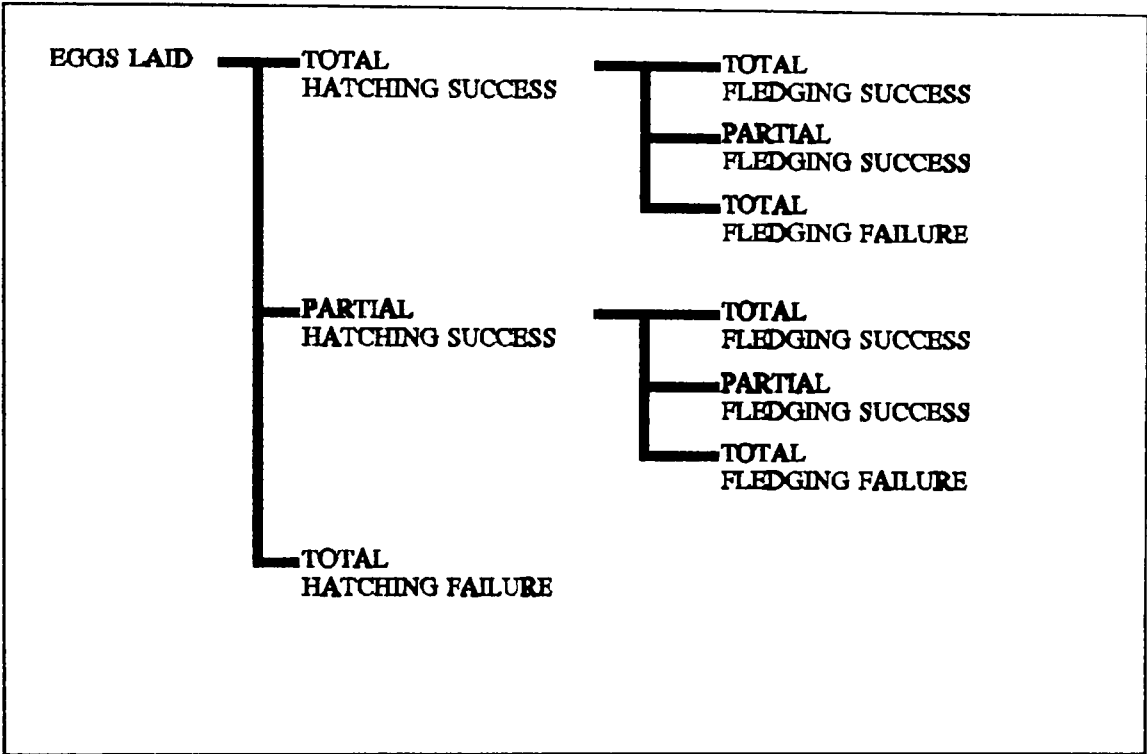 EGGS LAID
TOTAL
HATCHING SUCCESS
TOTAL
FLEDGING SUCCESS
PARTIAL
FLEDGING SUCCESS
TOTAL
FLEDGING FAILURE
PARTIAL
HATCHING SUCCESS
TOTAL
FLEDGING SUCCESS
PARTIAL
FLEDGING SUCCESS
TOTAL
FLEDGING FAILURE
TOTAL
HATCHING FAILURE